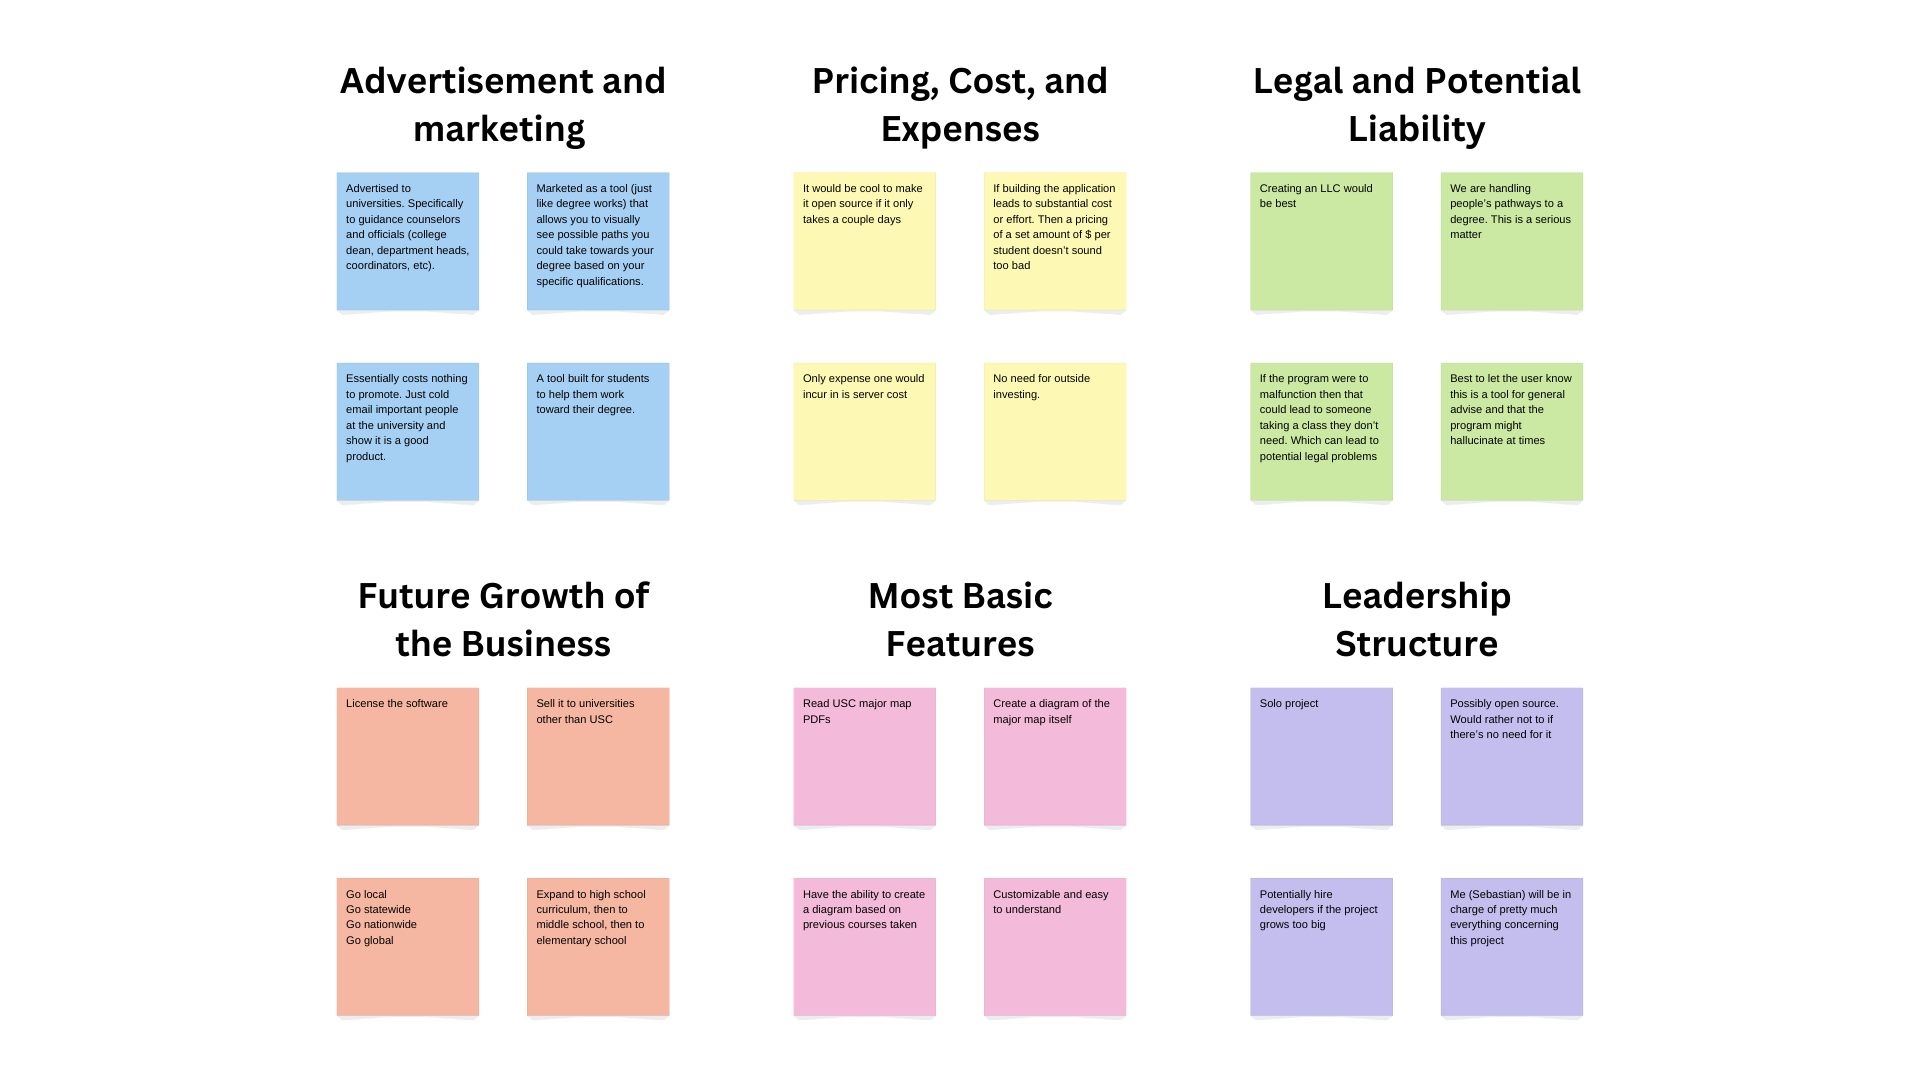 Advertisement and
marketing
Advertised to
universities. Specifically
to guidance counselors
and officials (college
dean, department heads,
coordinators, etc).
Marketed as a tool (just
like degree works) that
allows you to visually
see possible paths you
could take towards your
degree based on your
specific qualifications.
Essentially costs nothing
to promote. Just cold
email important people
at the university and
show it is a good
product.
A tool built for students
to help them work
toward their degree.
Pricing, Cost, and
Expenses
It would be cool to make
it open source if it only
takes a couple days
If building the application
leads to substantial cost
or effort. Then a pricing
of a set amount of $ per
student doesn’t sound
too bad
Only expense one would
incur in is server cost
No need for outside
investing.
Legal and Potential
Liability
Creating an LLC would
be best
We are handling
people’s pathways to a
degree. This is a serious
matter
If the program were to
malfunction then that
could lead to someone
taking a class they don’t
need. Which can lead to
potential legal problems
Best to let the user know
this is a tool for general
advise and that the
program might
hallucinate at times
Future Growth of
the Business
License the software
Sell it to universities
other than USC
Go local
Go statewide
Go nationwide
Go global
Expand to high school
curriculum, then to
middle school, then to
elementary school
Most Basic
Features
Read USC major map
PDFs
Create a diagram of the
major map itself
Have the ability to create
a diagram based on
previous courses taken
Customizable and easy
to understand
Leadership
Structure
Solo project
Possibly open source.
Would rather not to if
there’s no need for it
Potentially hire
developers if the project
grows too big
Me (Sebastian) will be in
charge of pretty much
everything concerning
this project